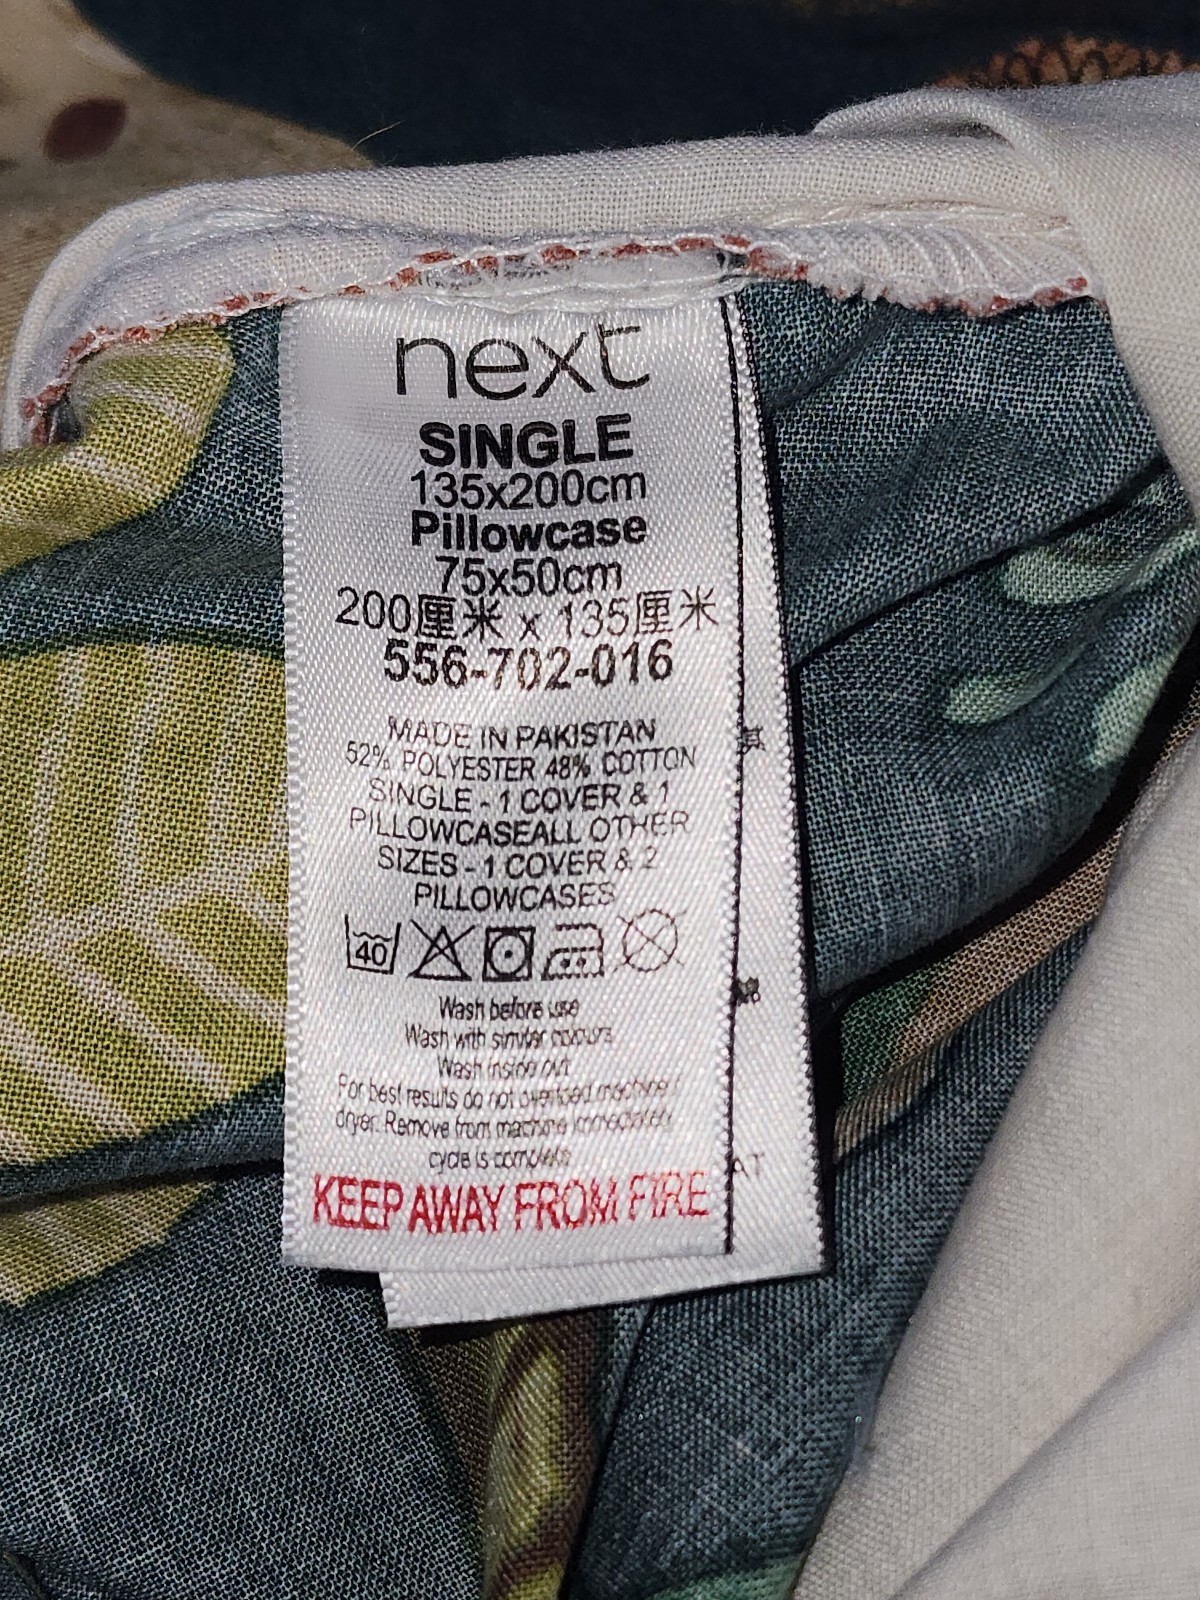 next
SINGLE
135x200cm
Pillowcase
75x50cm
200厘米 x 135厘米
556-702-016
MADE IN PAKISTAN
52% POLYESTER 48% COTTON
SINGLE - 1 COVER & 1
PILLOWCASEALL OTHER
SIZES - 1 COVER & 2
PILLOWCASES
40
Wash before use
Wash with similar colours
Wash inside out
For best results do not overload machine /
dryer. Remove from machine immediately
cycle is complete
KEEP AWAY FROM FIRE
AT